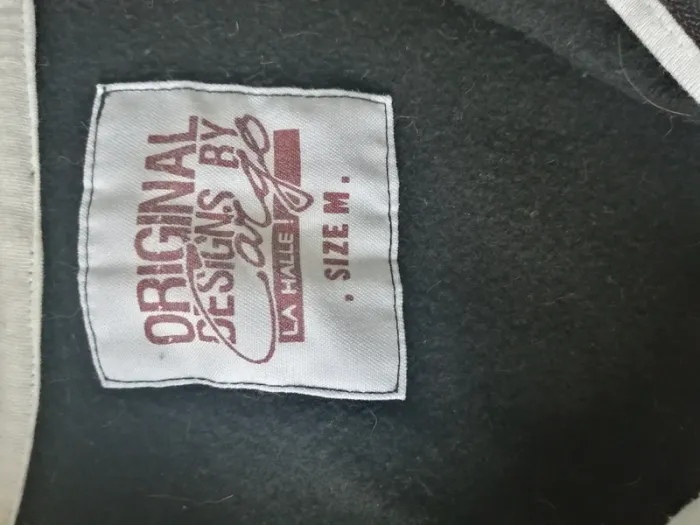 ORIGINAL
DESIGNS BY
Cargo
LA HALLE !
. SIZE M .